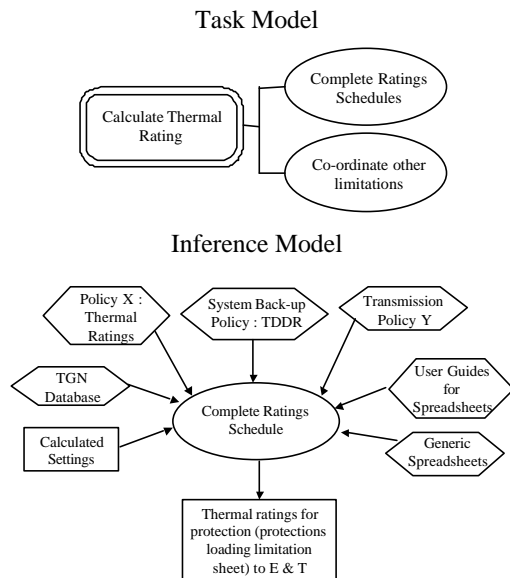 Task Model
Calculate Thermal
Rating
Complete Ratings
Schedules
Co-ordinate other
limitations
Inference Model
Policy X :
Thermal
Ratings
System Back-up
Policy : TDDR
Transmission
Policy Y
TGN
Database
User Guides
for
Spreadsheets
Complete Ratings
Schedule
Calculated
Settings
Generic
Spreadsheets
Thermal ratings for
protection (protections
loading limitation
sheet) to E & T